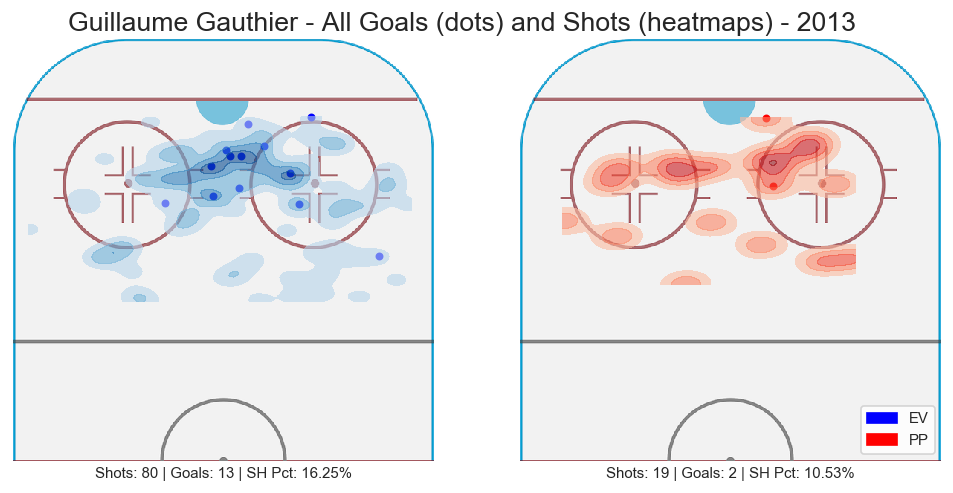 Guillaume Gauthier - All Goals (dots) and Shots (heatmaps) - 2013
EV
PP
Shots: 80 | Goals: 13 | SH Pct: 16.25%
Shots: 19 | Goals: 2 | SH Pct: 10.53%